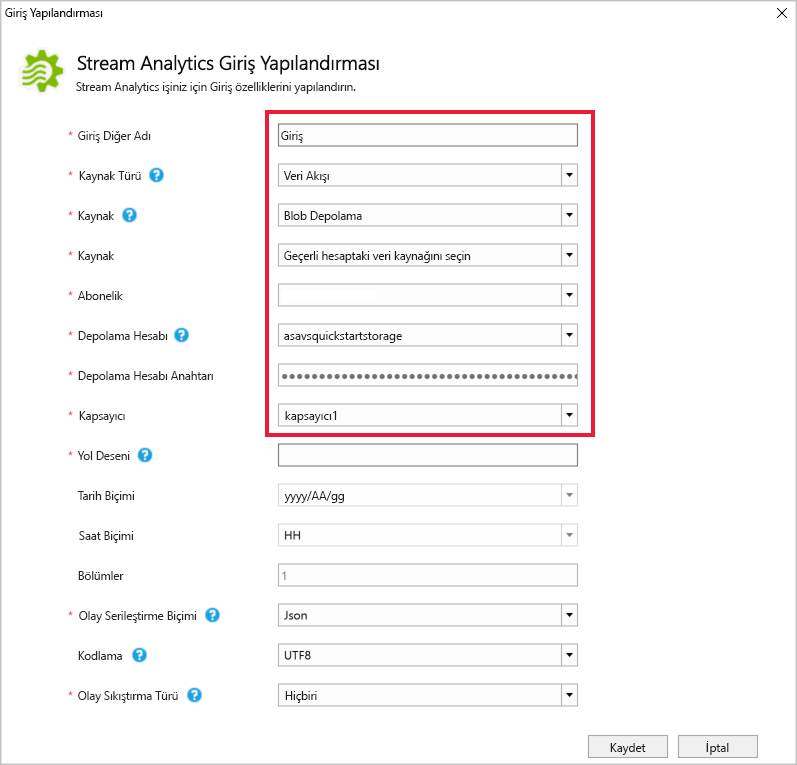 Giriş Yapılandırması
Stream Analytics Giriş Yapılandırması
Stream Analytics işiniz için Giriş özelliklerini yapılandırın.
* Giriş Diğer Adı Giriş
* Kaynak Türü ? Veri Akışı
* Kaynak ? Blob Depolama
* Kaynak Geçerli hesaptaki veri kaynağını seçin
* Abonelik
* Depolama Hesabı ? asavsquickstartstorage
* Depolama Hesabı Anahtarı
* Kapsayıcı kapsayıcı1
* Yol Deseni ?
Tarih Biçimi yyyy/AA/gg
Saat Biçimi HH
Bölümler 1
* Olay Serileştirme Biçimi ? Json
Kodlama ? UTF8
* Olay Sıkıştırma Türü ? Hiçbiri
Kaydet İptal